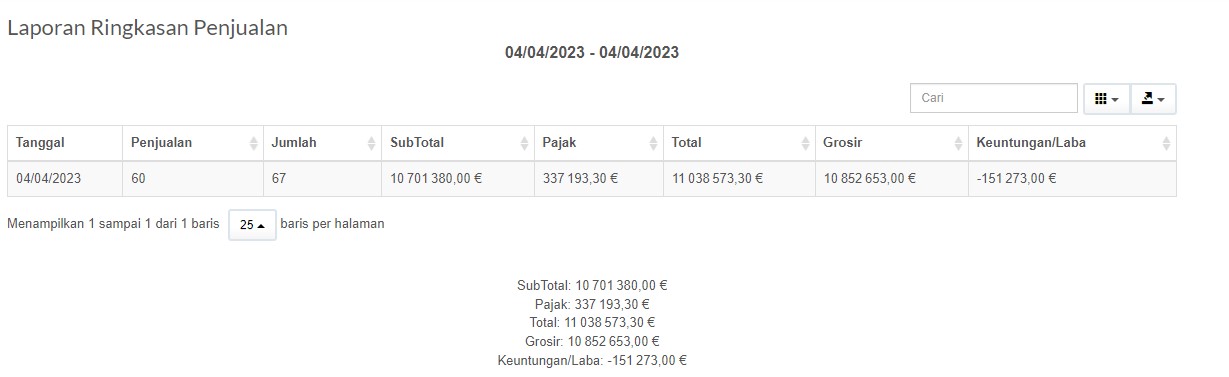 Laporan Ringkasan Penjualan
04/04/2023 - 04/04/2023
Cari
Tanggal Penjualan Jumlah SubTotal Pajak Total Grosir Keuntungan/Laba
04/04/2023 60 67 10 701 380,00 € 337 193,30 € 11 038 573,30 € 10 852 653,00 € -151 273,00 €
Menampilkan 1 sampai 1 dari 1 baris 25 baris per halaman
SubTotal: 10 701 380,00 €
Pajak: 337 193,30 €
Total: 11 038 573,30 €
Grosir: 10 852 653,00 €
Keuntungan/Laba: -151 273,00 €